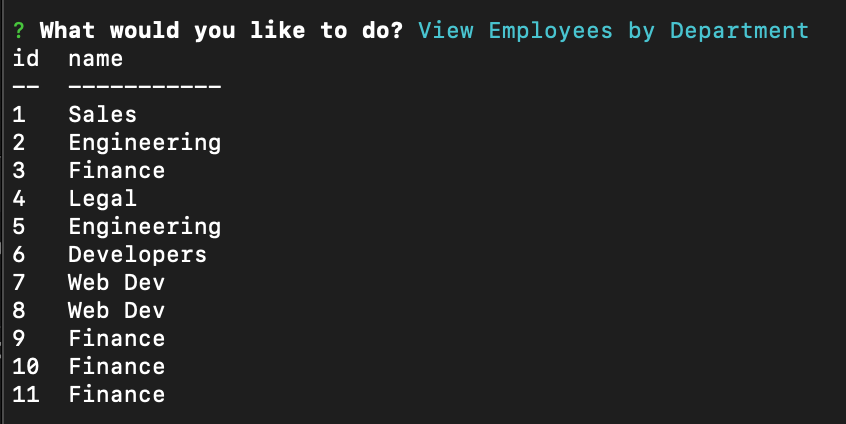 ? What would you like to do? View Employees by Department
id  name
--  -----------
1   Sales
2   Engineering
3   Finance
4   Legal
5   Engineering
6   Developers
7   Web Dev
8   Web Dev
9   Finance
10  Finance
11  Finance